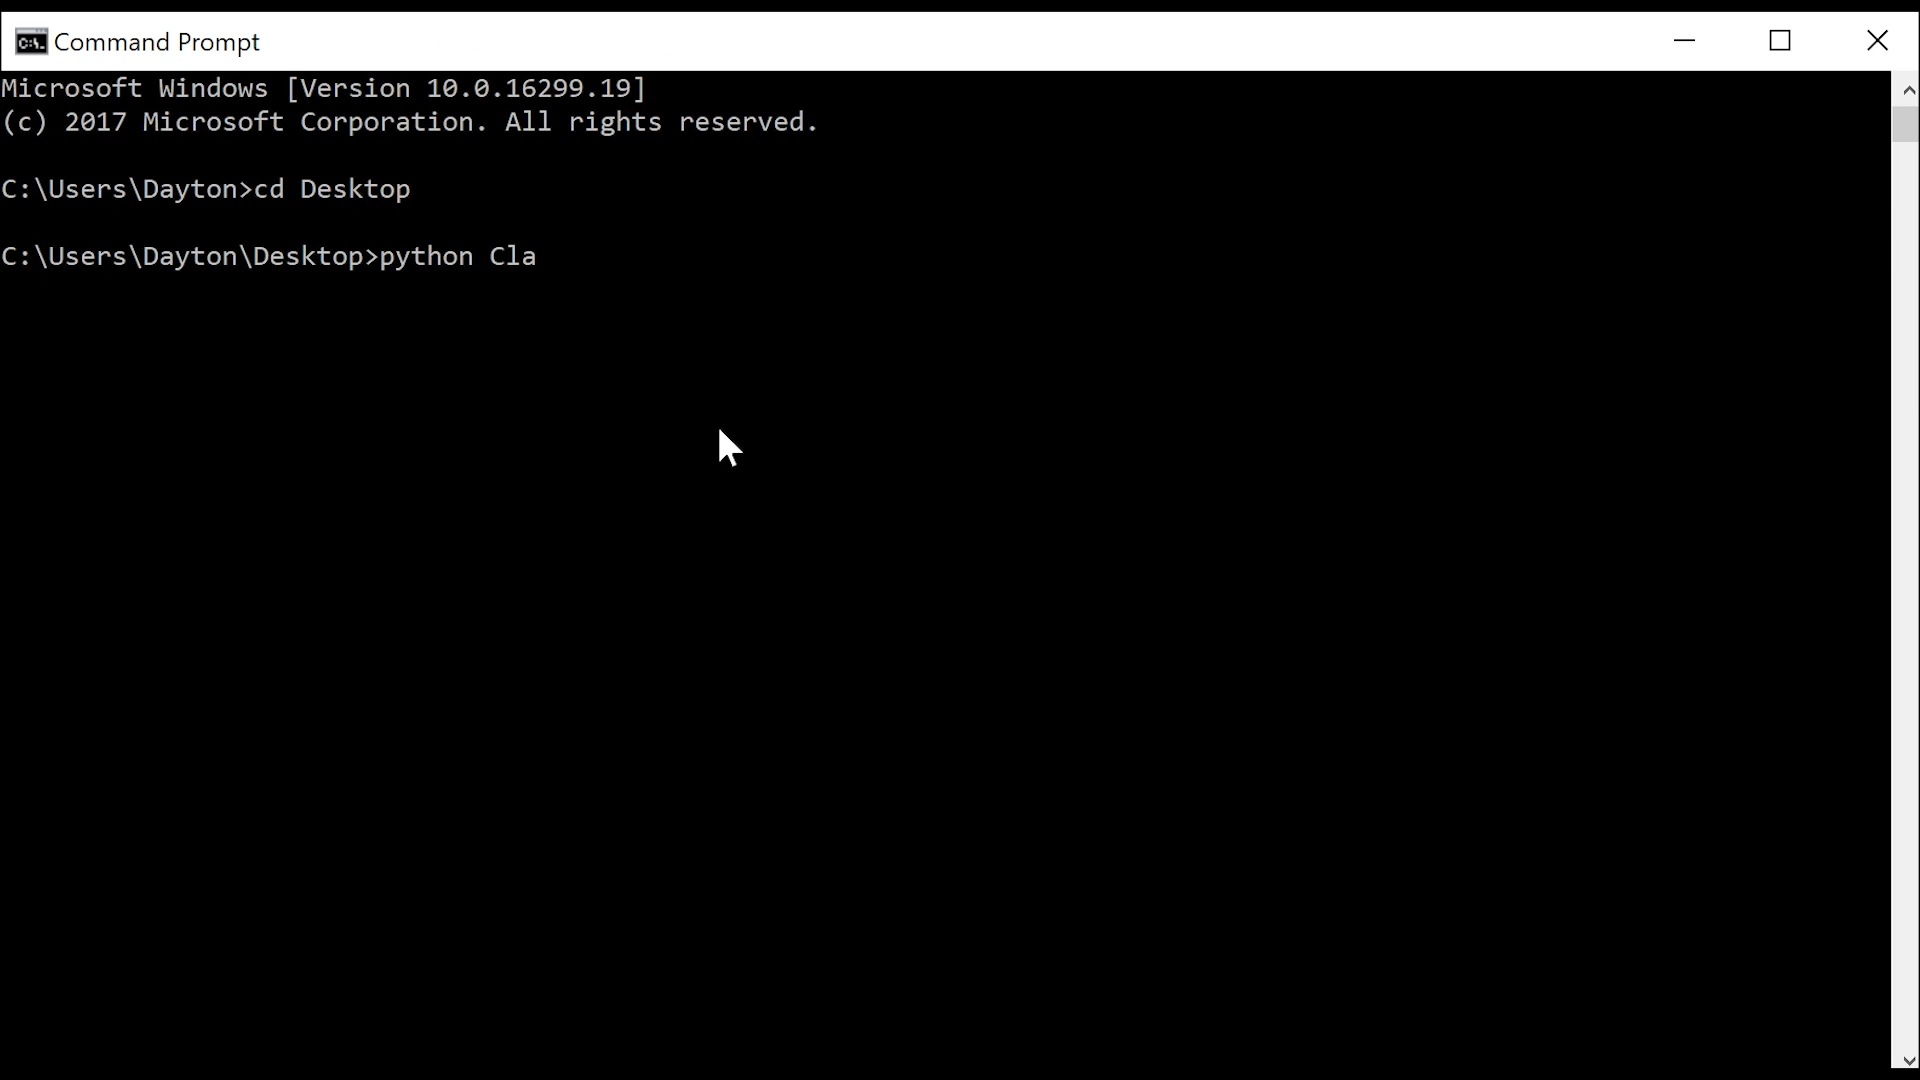 Command Prompt
Microsoft Windows [Version 10.0.16299.19]
(c) 2017 Microsoft Corporation. All rights reserved.
C:\Users\Dayton>cd Desktop
C:\Users\Dayton\Desktop>python Cla